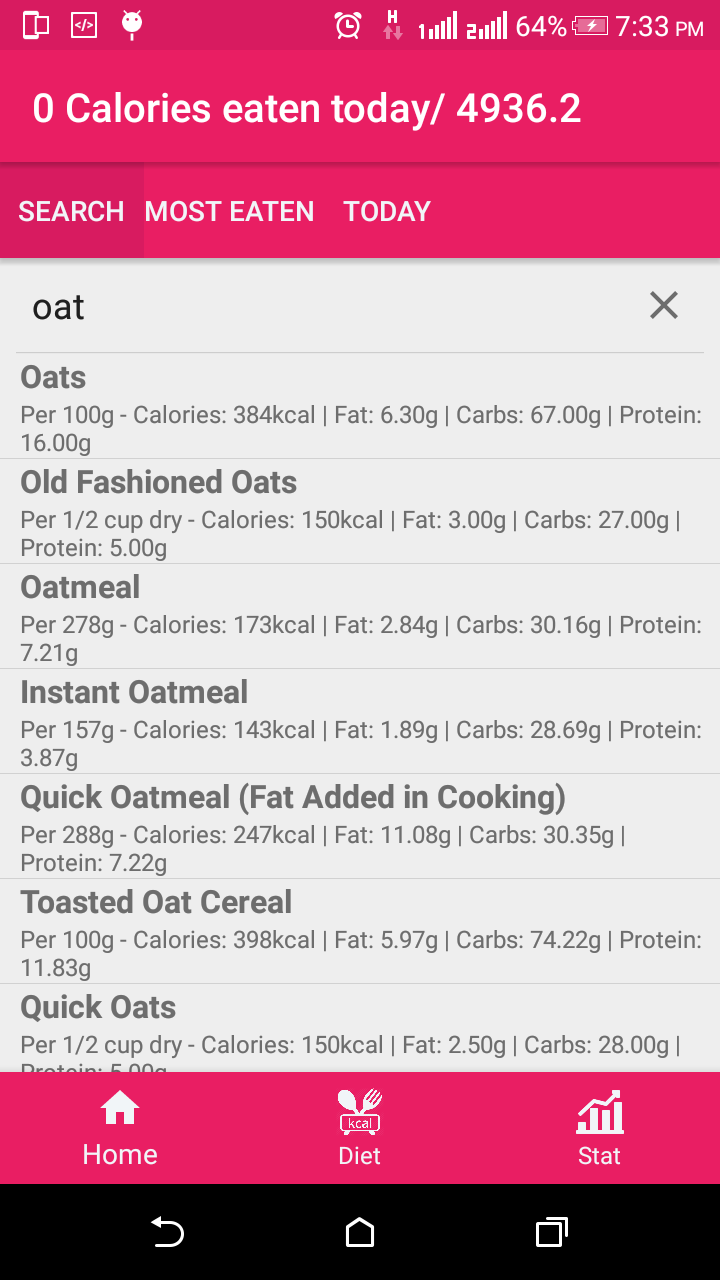 H 1 2 64% 7:33 PM
0 Calories eaten today/ 4936.2
SEARCH MOST EATEN TODAY
oat
Oats
Per 100g - Calories: 384kcal | Fat: 6.30g | Carbs: 67.00g | Protein:
16.00g
Old Fashioned Oats
Per 1/2 cup dry - Calories: 150kcal | Fat: 3.00g | Carbs: 27.00g |
Protein: 5.00g
Oatmeal
Per 278g - Calories: 173kcal | Fat: 2.84g | Carbs: 30.16g | Protein:
7.21g
Instant Oatmeal
Per 157g - Calories: 143kcal | Fat: 1.89g | Carbs: 28.69g | Protein:
3.87g
Quick Oatmeal (Fat Added in Cooking)
Per 288g - Calories: 247kcal | Fat: 11.08g | Carbs: 30.35g |
Protein: 7.22g
Toasted Oat Cereal
Per 100g - Calories: 398kcal | Fat: 5.97g | Carbs: 74.22g | Protein:
11.83g
Quick Oats
Per 1/2 cup dry - Calories: 150kcal | Fat: 2.50g | Carbs: 28.00g |
Protein: 5.00g
kcal
Home Diet Stat